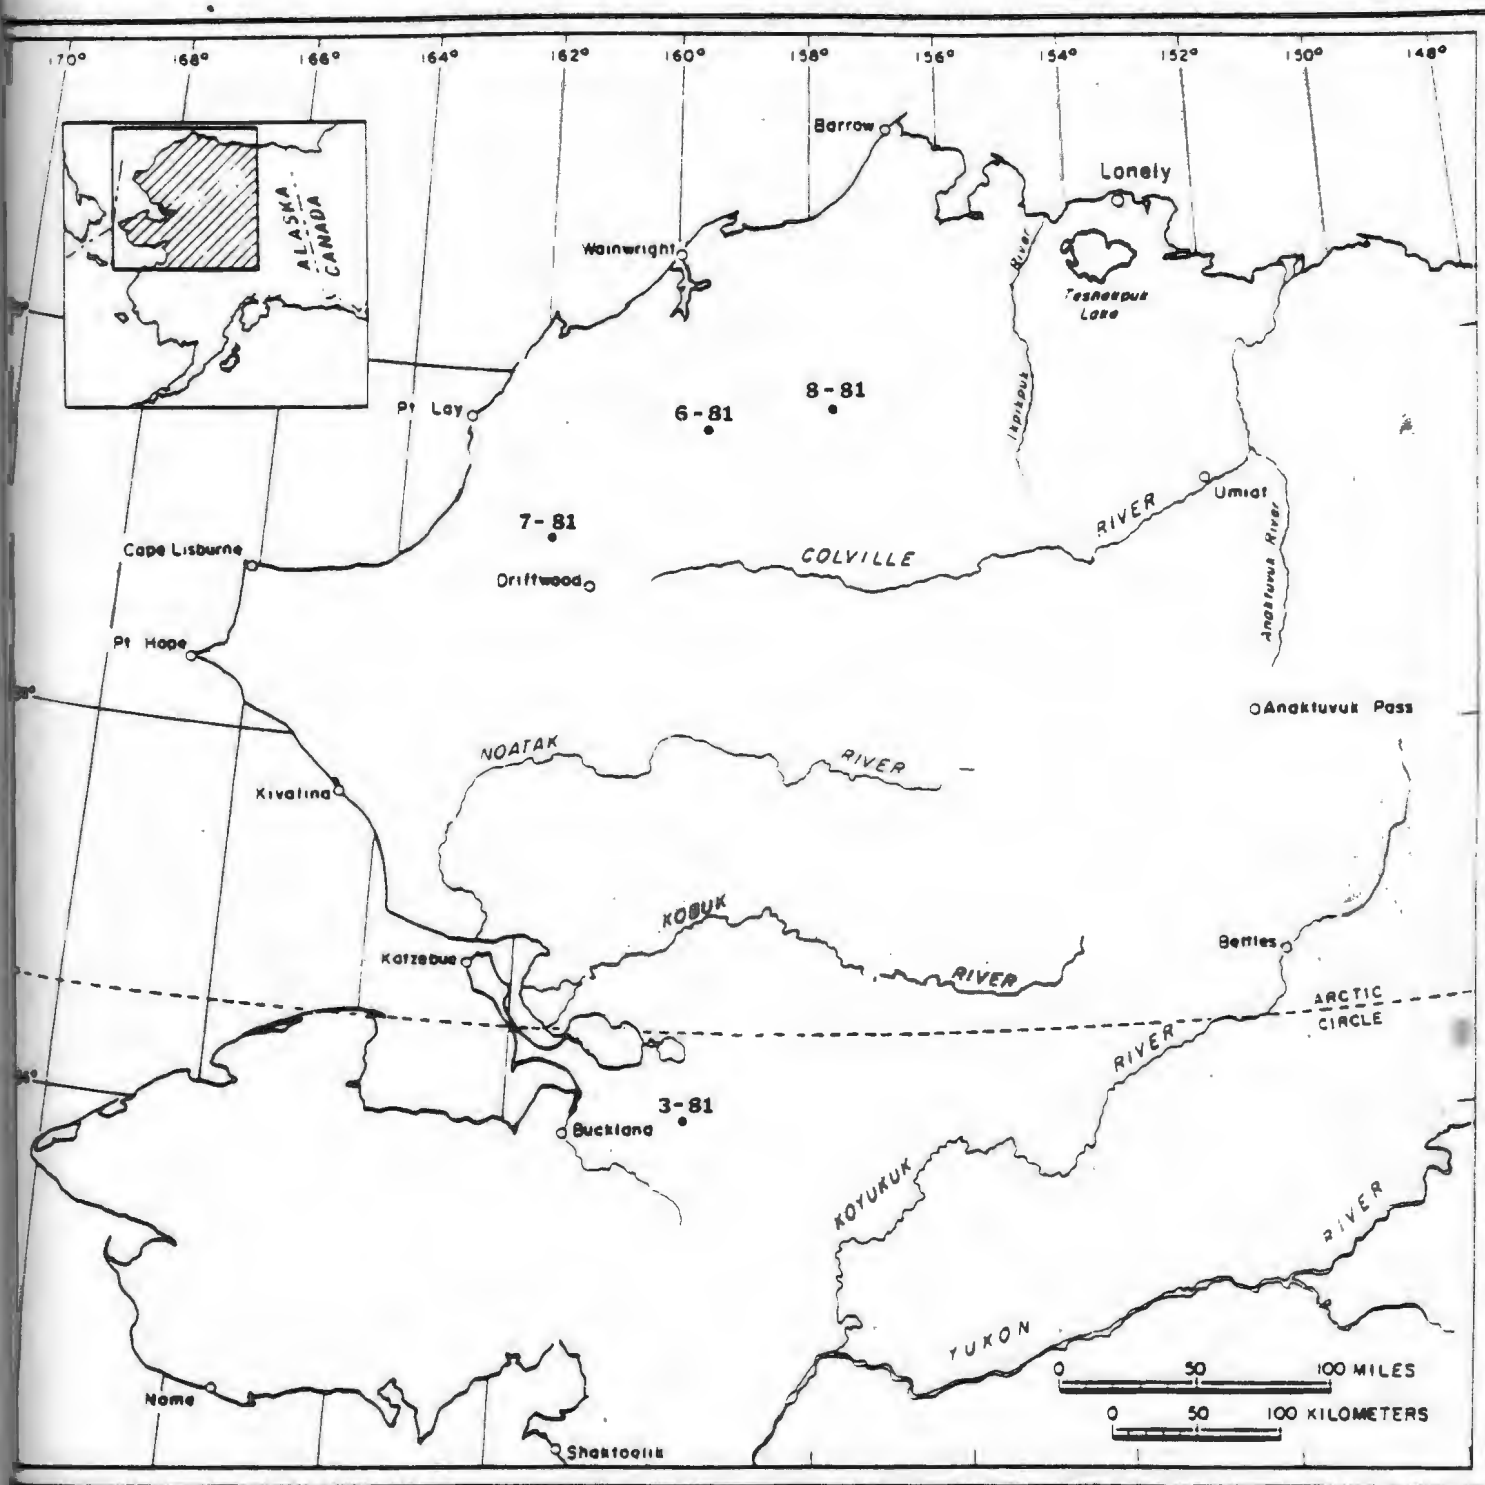 170° 168° 166° 164° 162° 160° 158° 156° 154° 152° 150° 148°
ALASKA
CANADA
Barrow
Lonely
Wainwright
River
Teshekpuk
Lake
Pt Lay
6-81
8-81
Ikpikpuk
7-81
Umiat
RIVER
Cape Lisburne
COLVILLE
Driftwood
Anaktuvuk River
Pt Hope
Anaktuvuk Pass
NOATAK
RIVER
Kivalina
KOBUK
RIVER
Kotzebue
Bettles
ARCTIC
CIRCLE
RIVER
3-81
Buckland
KOYUKUK
RIVER
YUKON
0 50 100 MILES
0 50 100 KILOMETERS
Nome
Shaktoolik